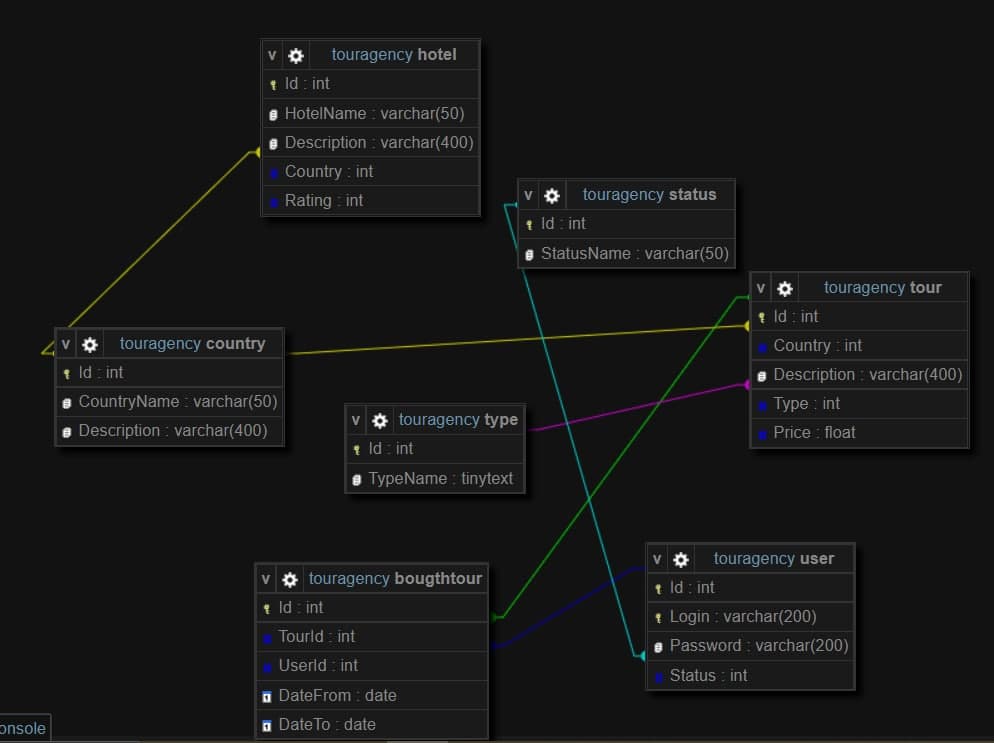 v touragency hotel
Id : int
HotelName : varchar(50)
Description : varchar(400)
Country : int
Rating : int
v touragency status
Id : int
StatusName : varchar(50)
v touragency tour
Id : int
Country : int
Description : varchar(400)
Type : int
Price : float
v touragency country
Id : int
CountryName : varchar(50)
Description : varchar(400)
v touragency type
Id : int
TypeName : tinytext
v touragency user
Id : int
Login : varchar(200)
Password : varchar(200)
Status : int
v touragency bougthtour
Id : int
TourId : int
UserId : int
DateFrom : date
DateTo : date
onsole